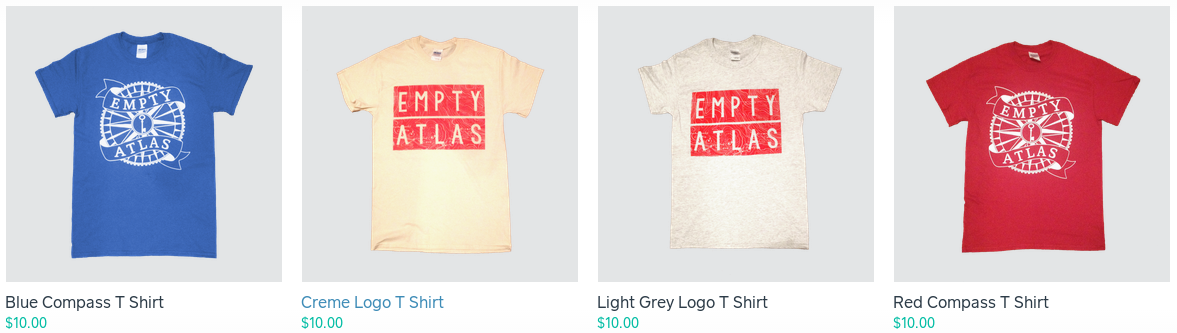 EMPTY
ATLAS
EMPTY
ATLAS
EMPTY
ATLAS
EMPTY
ATLAS
Blue Compass T Shirt
$10.00
Creme Logo T Shirt
$10.00
Light Grey Logo T Shirt
$10.00
Red Compass T Shirt
$10.00